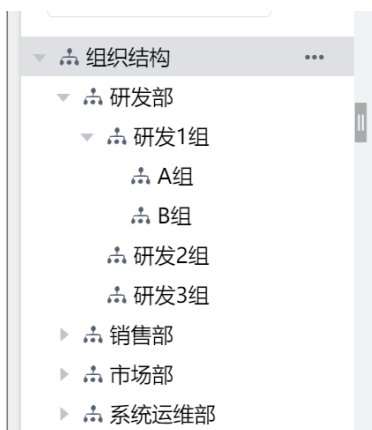 组织结构
研发部
研发1组
A组
B组
研发2组
研发3组
销售部
市场部
系统运维部